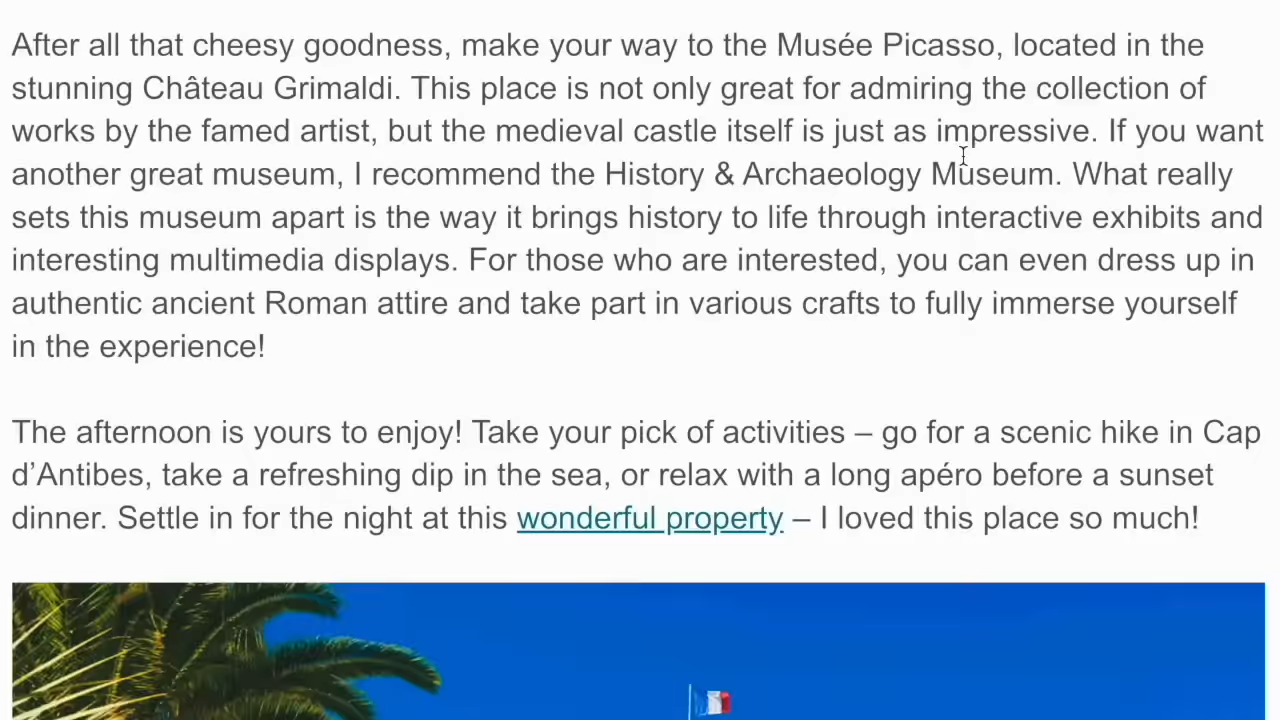 After all that cheesy goodness, make your way to the Musée Picasso, located in the
stunning Château Grimaldi. This place is not only great for admiring the collection of
works by the famed artist, but the medieval castle itself is just as impressive. If you want
another great museum, I recommend the History & Archaeology Museum. What really
sets this museum apart is the way it brings history to life through interactive exhibits and
interesting multimedia displays. For those who are interested, you can even dress up in
authentic ancient Roman attire and take part in various crafts to fully immerse yourself
in the experience!
The afternoon is yours to enjoy! Take your pick of activities – go for a scenic hike in Cap
d’Antibes, take a refreshing dip in the sea, or relax with a long apéro before a sunset
dinner. Settle in for the night at this wonderful property – I loved this place so much!